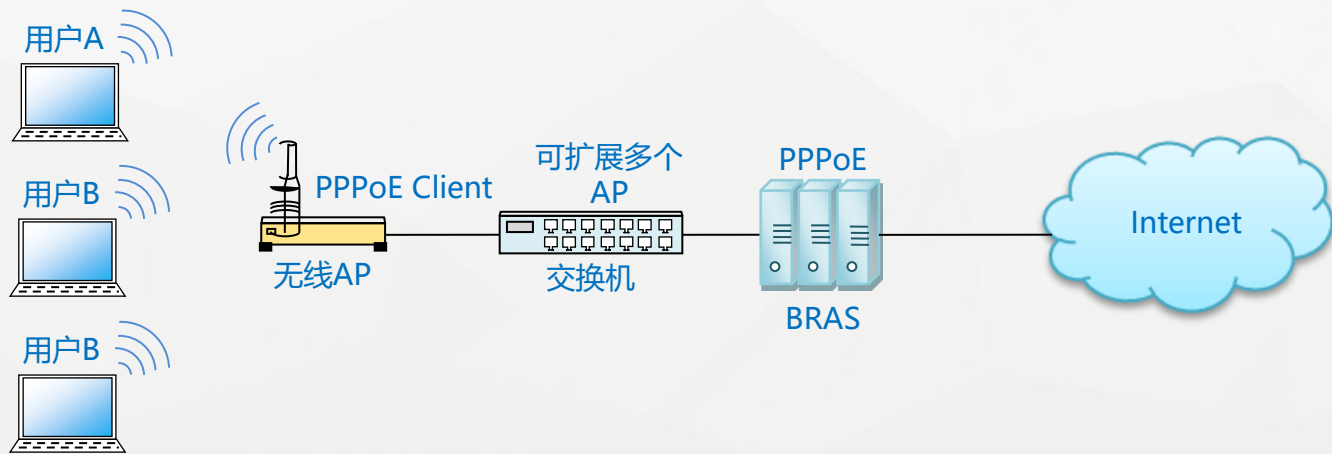 用户A
用户B
用户B
PPPoE Client
无线AP
可扩展多个
AP
交换机
PPPoE
BRAS
Internet